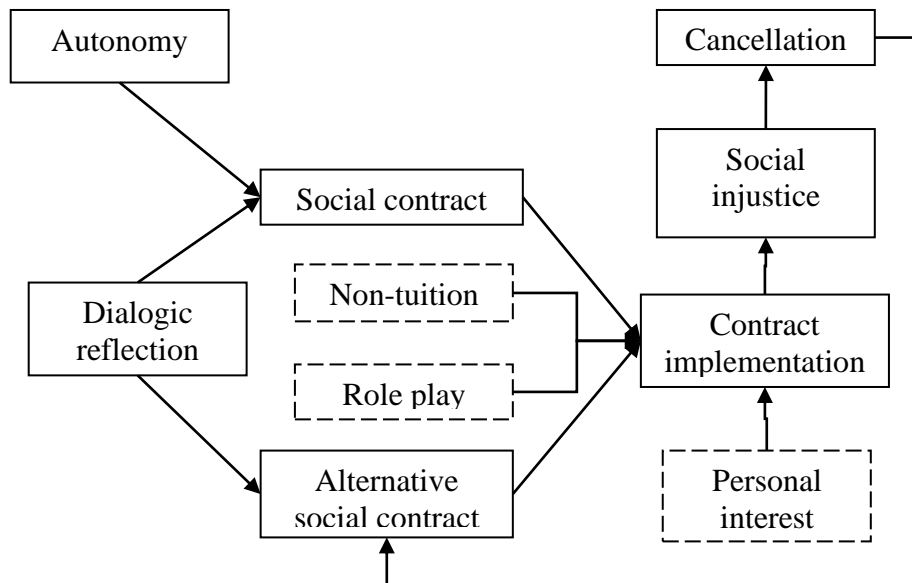 Autonomy
Cancellation
Social
injustice
Social contract
Non-tuition
Dialogic
reflection
Contract
implementation
Role play
Alternative
social contract
Personal
interest